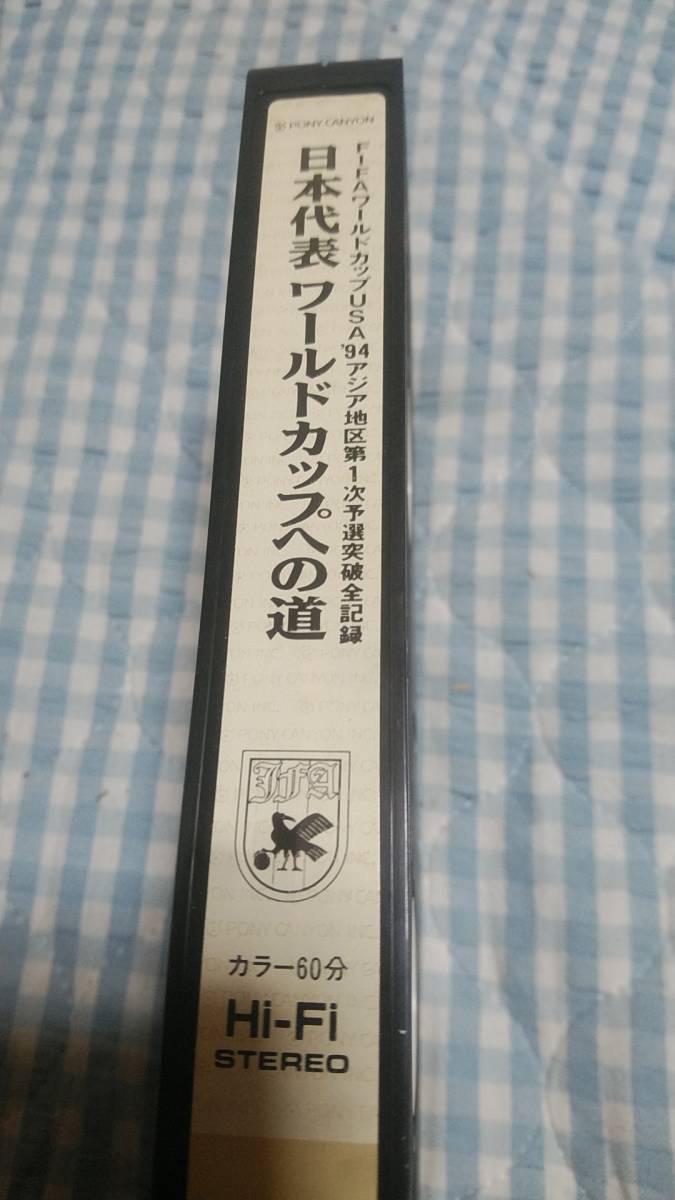 PONY CANYON
FIFAワールドカップUSA'94アジア地区第1次予選突破全記録
日本代表 ワールドカップへの道
JFA
カラー60分
Hi-Fi
STEREO